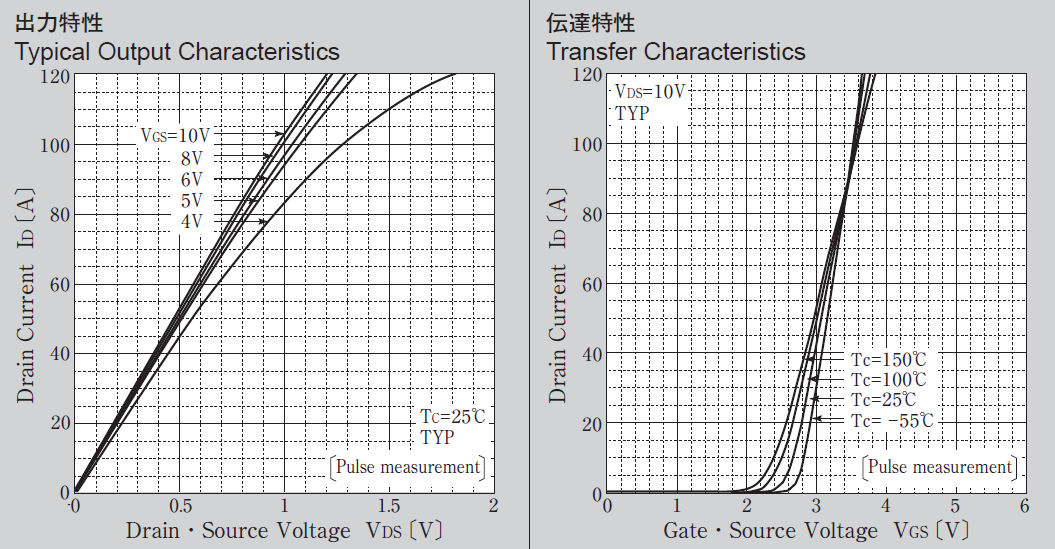 出力特性
Typical Output Characteristics
120
100
80
60
40
20
0
Drain Current ID〔A〕
VGS=10V
8V
6V
5V
4V
TC=25℃
TYP
〔Pulse measurement〕
0
0.5
1
1.5
2
Drain・Source Voltage VDS〔V〕
伝達特性
Transfer Characteristics
120
100
80
60
40
20
0
Drain Current ID〔A〕
VDS=10V
TYP
Tc=150℃
Tc=100℃
Tc=25℃
Tc= −55℃
〔Pulse measurement〕
0
1
2
3
4
5
6
Gate・Source Voltage VGS〔V〕